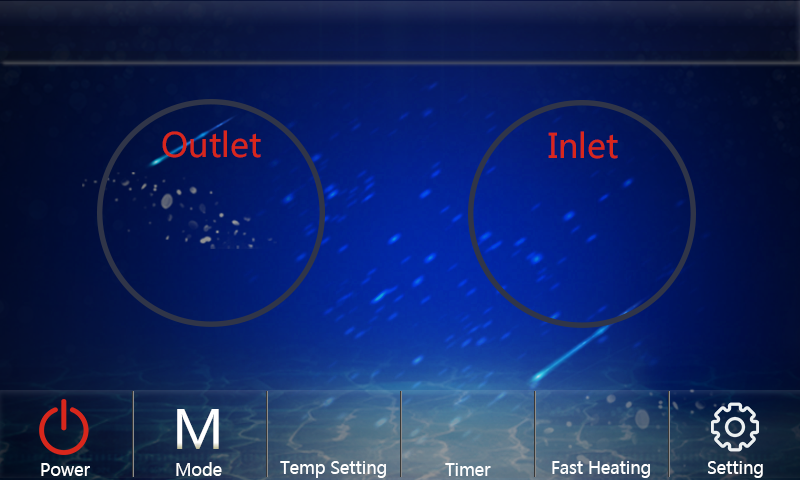 Outlet
Inlet
M
Power
Mode
Temp Setting
Timer
Fast Heating
Setting